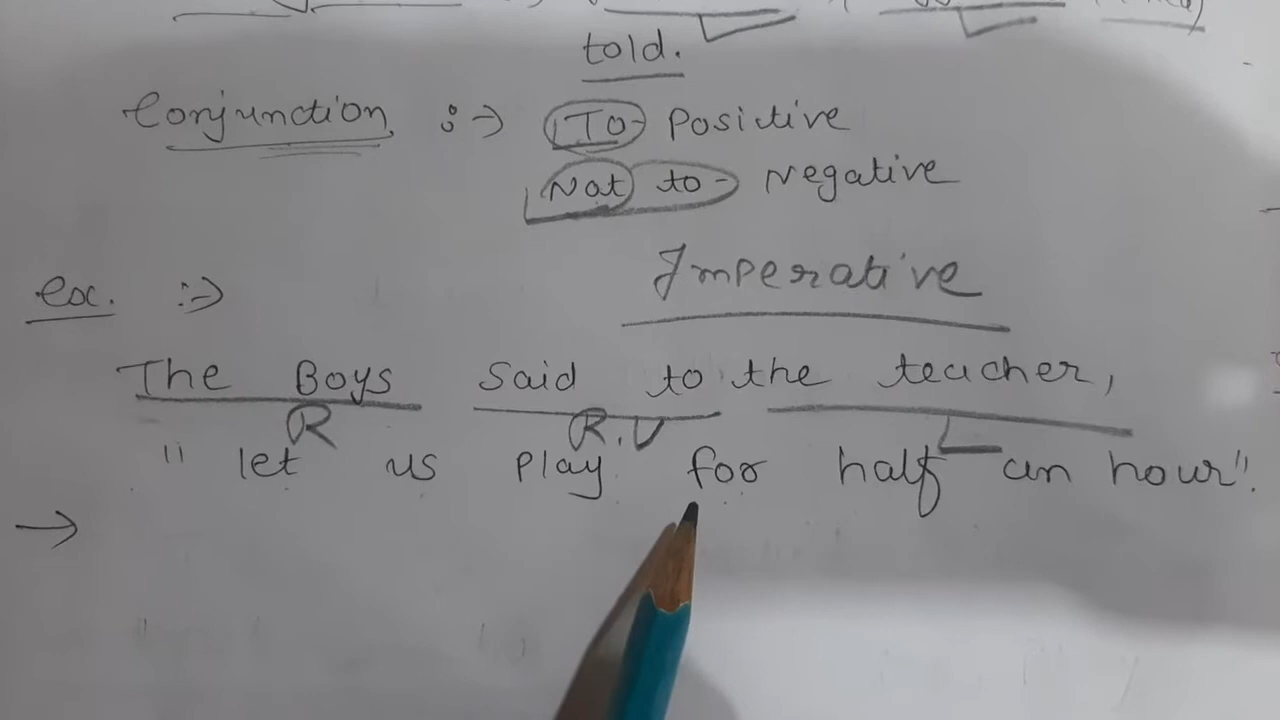 told.
Conjunction :→ To - Positive
Not to - Negative
Imperative
ex. :→
The Boys said to the teacher,
R R.V
" let us play for half an hour".
→